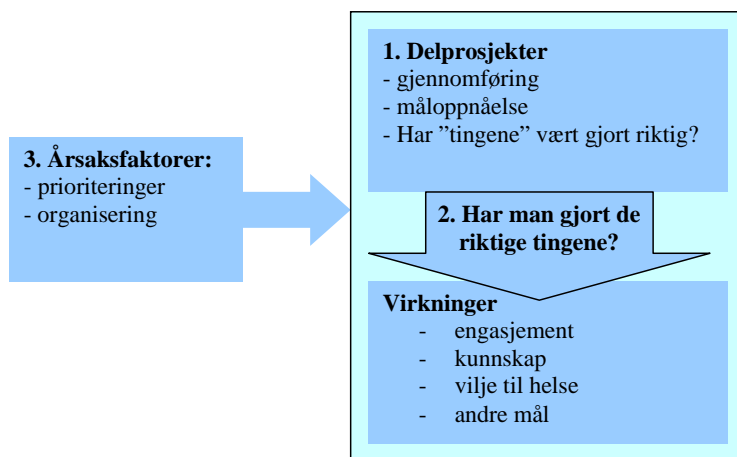 1. Delprosjekter
- gjennomføring
- måloppnåelse
- Har ”tingene” vært gjort riktig?
3. Årsaksfaktorer:
- prioriteringer
- organisering
2. Har man gjort de
riktige tingene?
Virkninger
- engasjement
- kunnskap
- vilje til helse
- andre mål